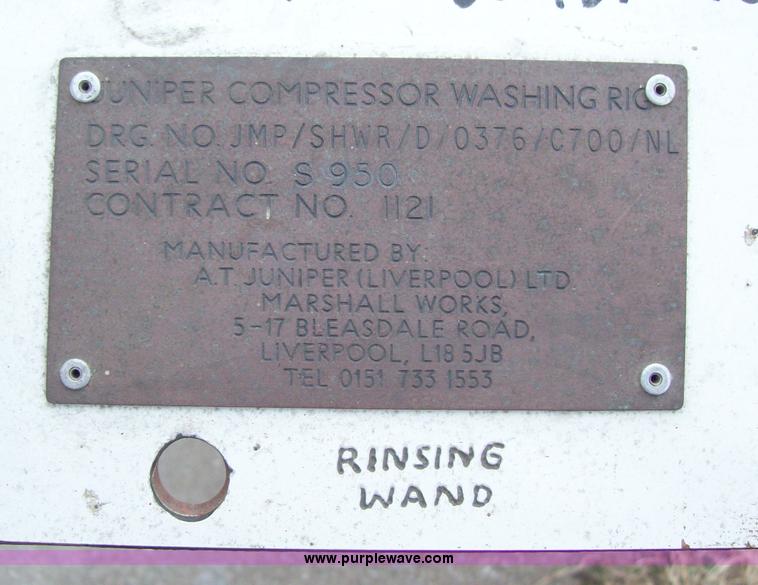 JUNIPER COMPRESSOR WASHING RIG
DRG. NO. JMP/SHWR/D/0376/C700/NL
SERIAL NO. S 950
CONTRACT NO. 1121
MANUFACTURED BY:
A.T. JUNIPER (LIVERPOOL) LTD
MARSHALL WORKS,
5-17 BLEASDALE ROAD,
LIVERPOOL, L18 5JB
TEL 0151 733 1553
RINSING
WAND
www.purplewave.com